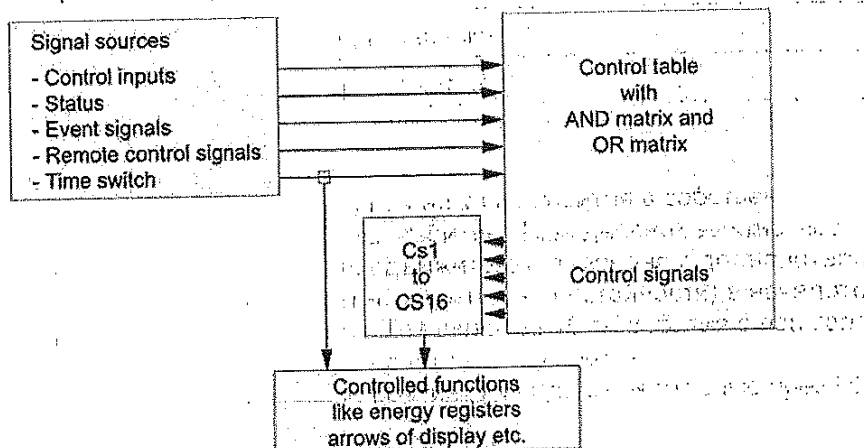 Signal sources
- Control inputs
- Status
- Event signals
- Remote control signals
- Time switch
Control table
with
AND matrix and
OR matrix
Control signals
Cs1
to
CS16
Controlled functions
like energy registers
arrows of display etc.